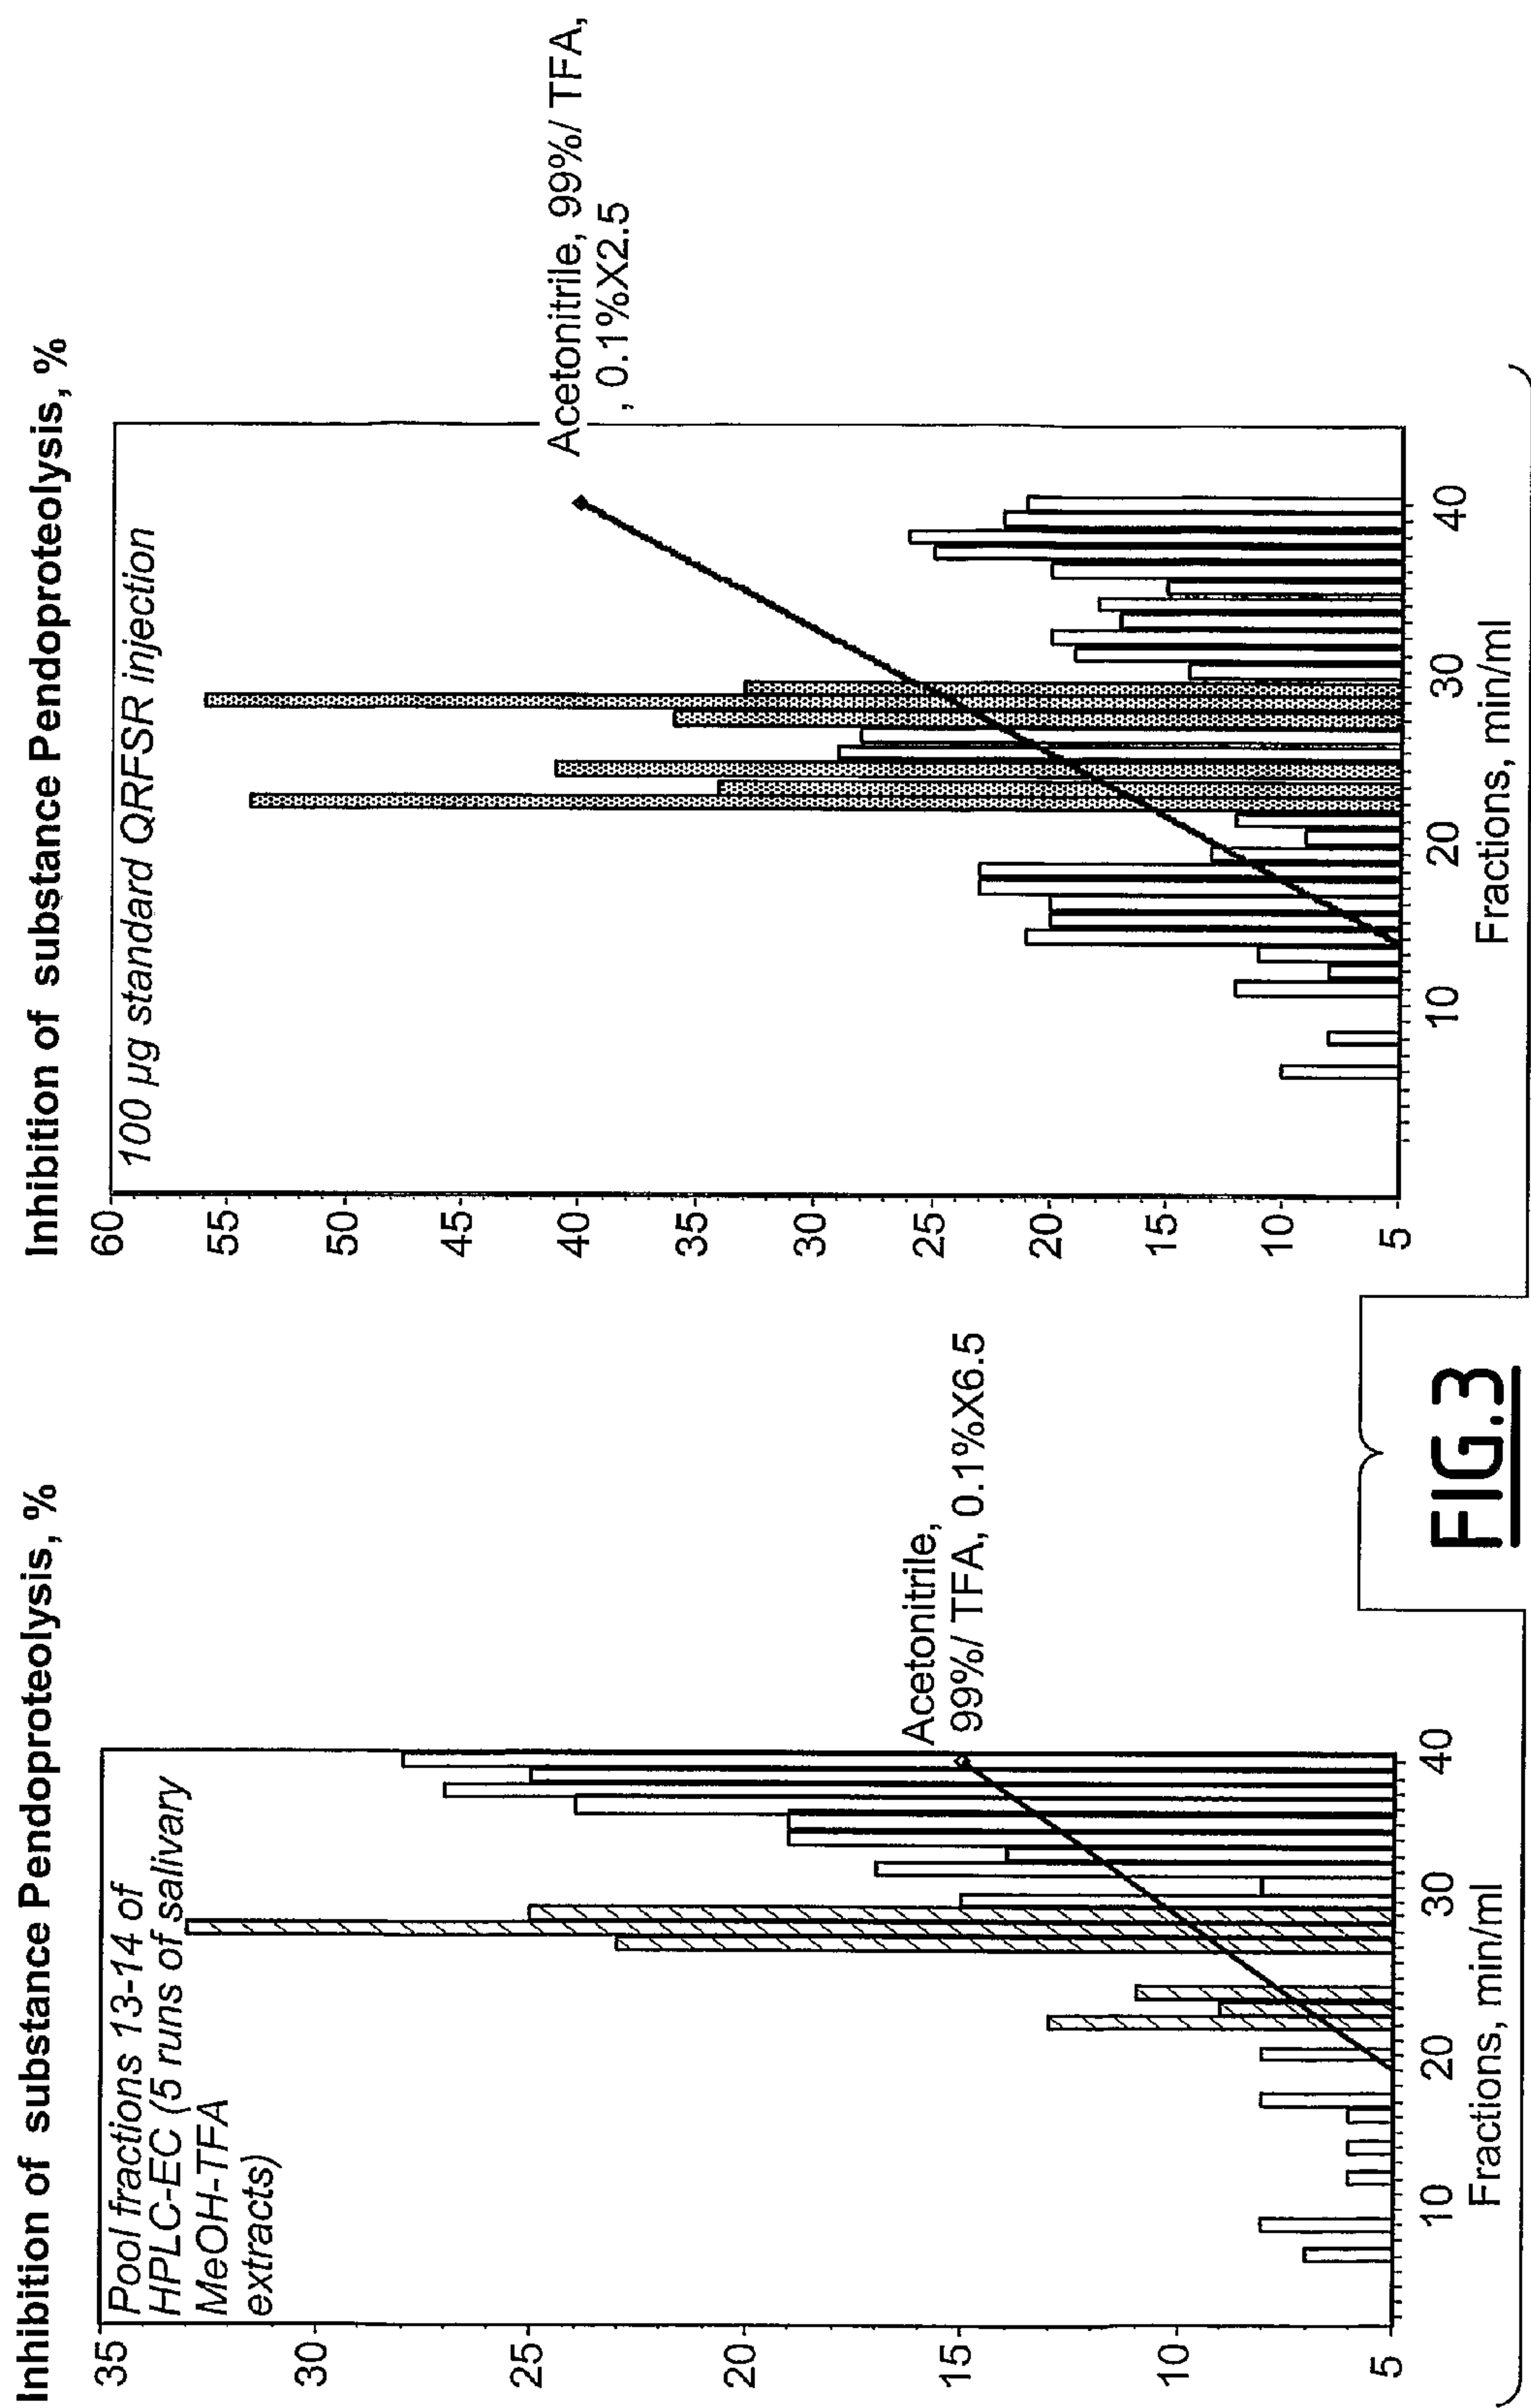 Inhibition of substance Pendoproteolysis, %
Pool fractions 13-14 of
HPLC-EC (5 runs of salivary
MeOH-TFA
extracts)
35
30
25
20
15
10
5
10
20
30
40
Fractions, min/ml
Acetonitrile,
99%/ TFA, 0.1%X6.5
Inhibition of substance Pendoproteolysis, %
100 µg standard QRFSR injection
60
55
50
45
40
35
30
25
20
15
10
5
10
20
30
40
Fractions, min/ml
Acetonitrile, 99%/ TFA,
, 0.1%X2.5
FIG.3